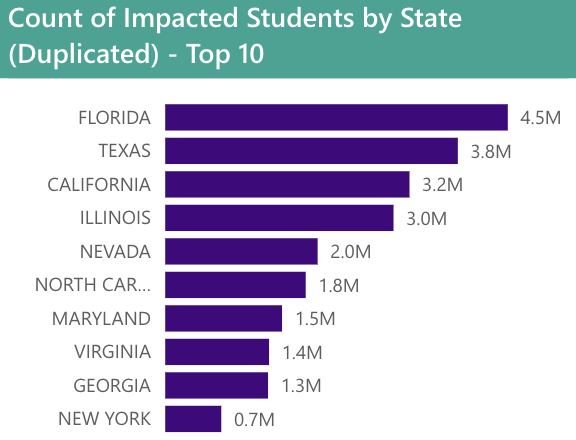 Count of Impacted Students by State
(Duplicated) - Top 10
FLORIDA 4.5M
TEXAS 3.8M
CALIFORNIA 3.2M
ILLINOIS 3.0M
NEVADA 2.0M
NORTH CAR... 1.8M
MARYLAND 1.5M
VIRGINIA 1.4M
GEORGIA 1.3M
NEW YORK 0.7M